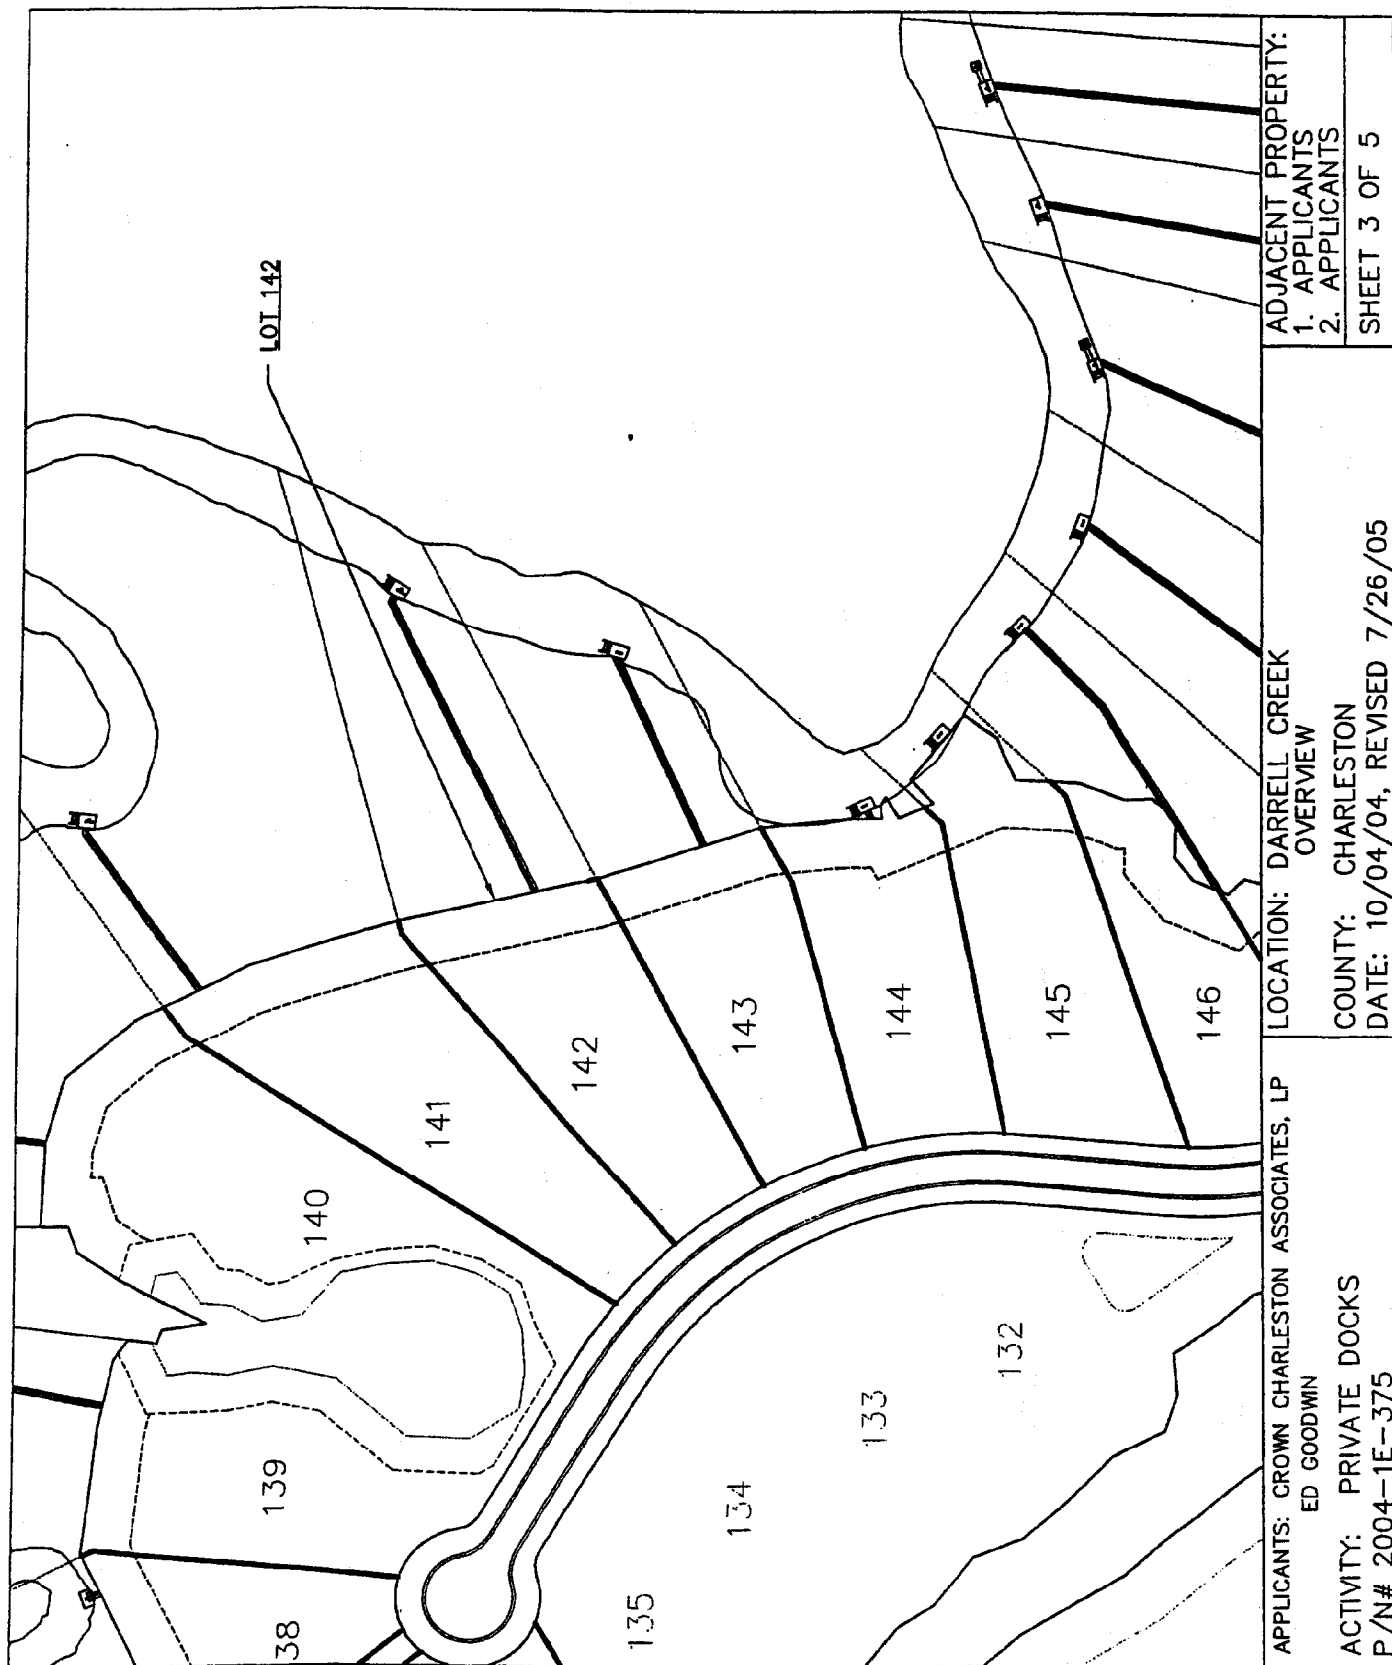 LOT 142
38
139
140
141
142
143
144
145
146
135
134
133
132
APPLICANTS: CROWN CHARLESTON ASSOCIATES, LP
ED GOODWIN
ACTIVITY: PRIVATE DOCKS
P/N# 2004-1E-375
LOCATION: DARRELL CREEK
OVERVIEW
COUNTY: CHARLESTON
DATE: 10/04/04, REVISED 7/26/05
ADJACENT PROPERTY:
1. APPLICANTS
2. APPLICANTS
SHEET 3 OF 5